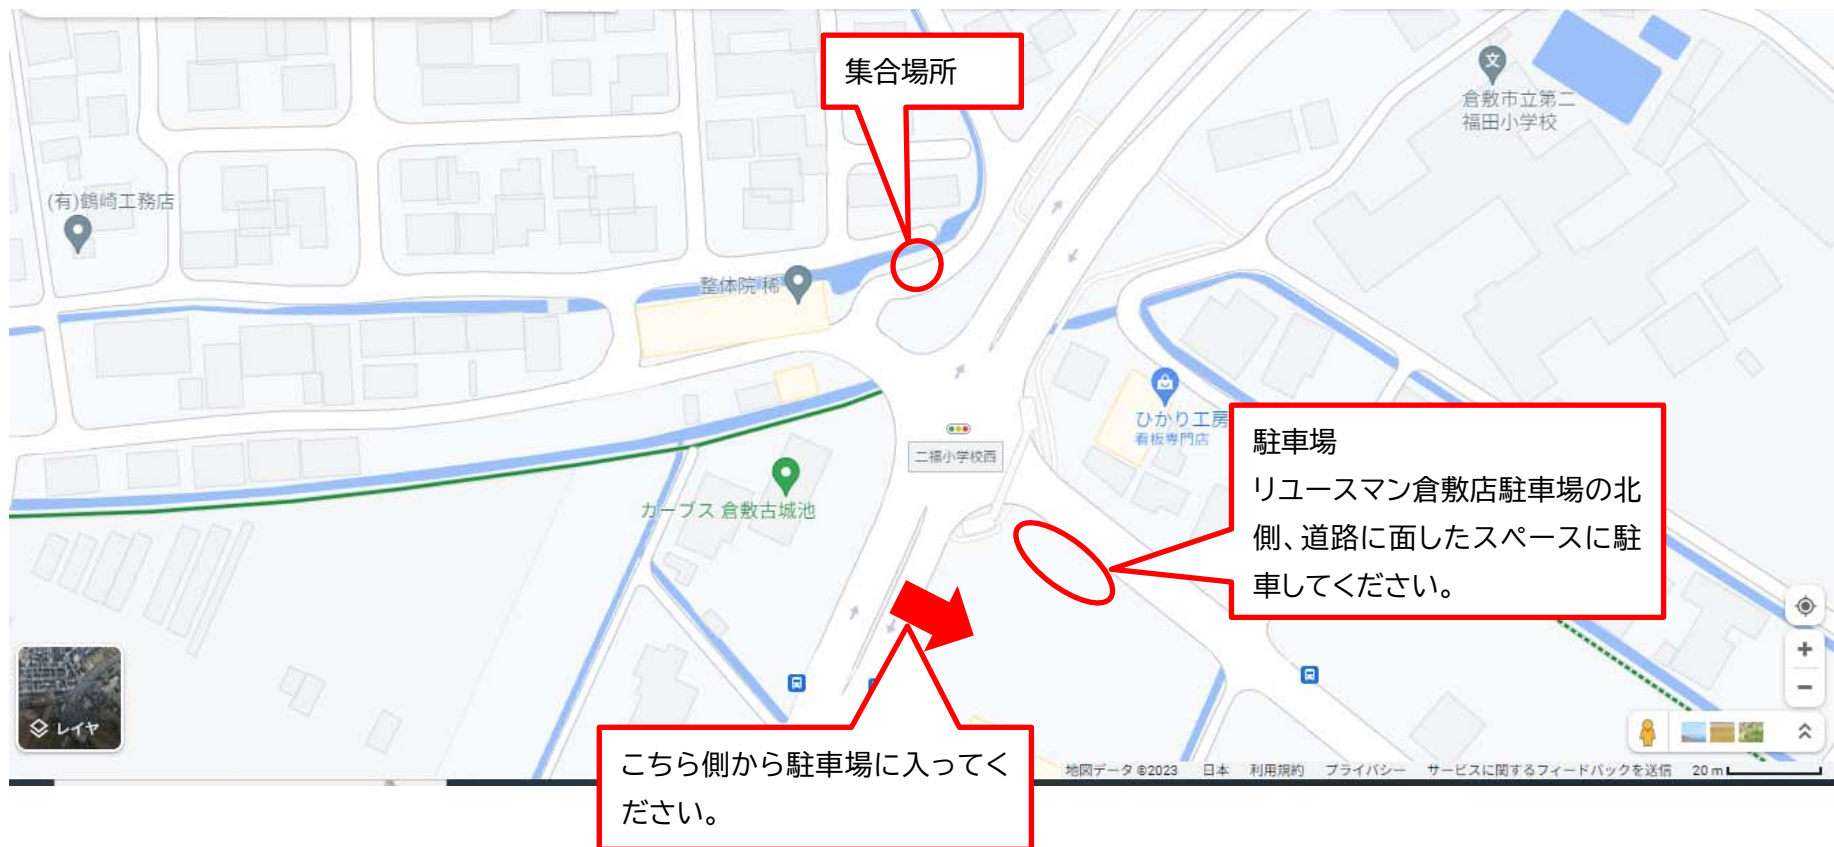 集合場所
文
倉敷市立第二
福田小学校
(有)鶴崎工務店
整体院 稀
ひかり工房
看板専門店
二福小学校西
駐車場
リユースマン倉敷店駐車場の北
側、道路に面したスペースに駐
車してください。
カーブス 倉敷古城池
レイヤ
こちら側から駐車場に入ってく
ださい。
地図データ ©2023 日本 利用規約 プライバシー サービスに関するフィードバックを送信 20 m